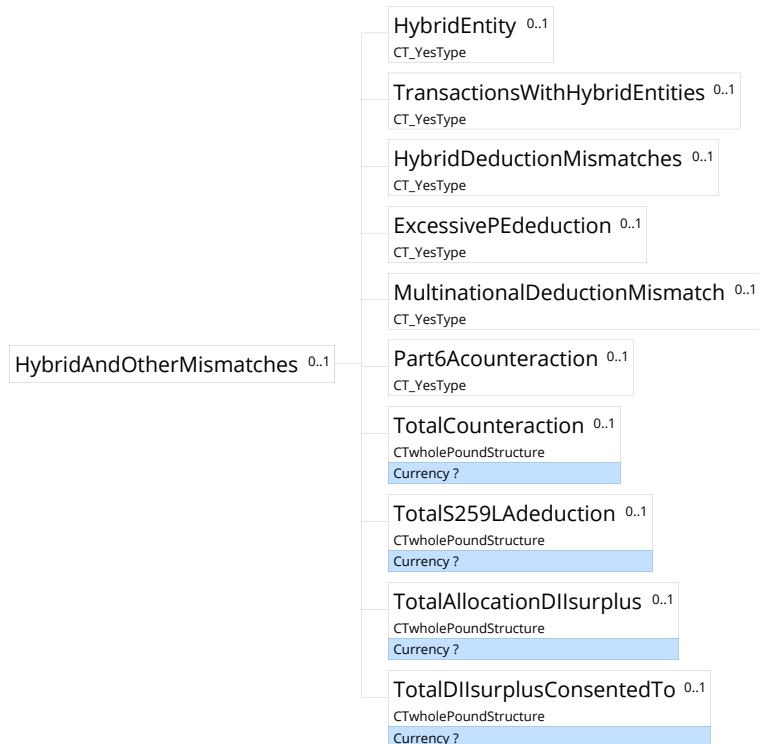 HybridEntity 0..1
CT_YesType
TransactionsWithHybridEntities 0..1
CT_YesType
HybridDeductionMismatches 0..1
CT_YesType
ExcessivePEdeduction 0..1
CT_YesType
MultinationalDeductionMismatch 0..1
CT_YesType
HybridAndOtherMismatches 0..1
Part6Acounteraction 0..1
CT_YesType
TotalCounteraction 0..1
CTwholePoundStructure
Currency ?
TotalS259LAdeduction 0..1
CTwholePoundStructure
Currency ?
TotalAllocationDIIsurplus 0..1
CTwholePoundStructure
Currency ?
TotalDIIsurplusConsentedTo 0..1
CTwholePoundStructure
Currency ?